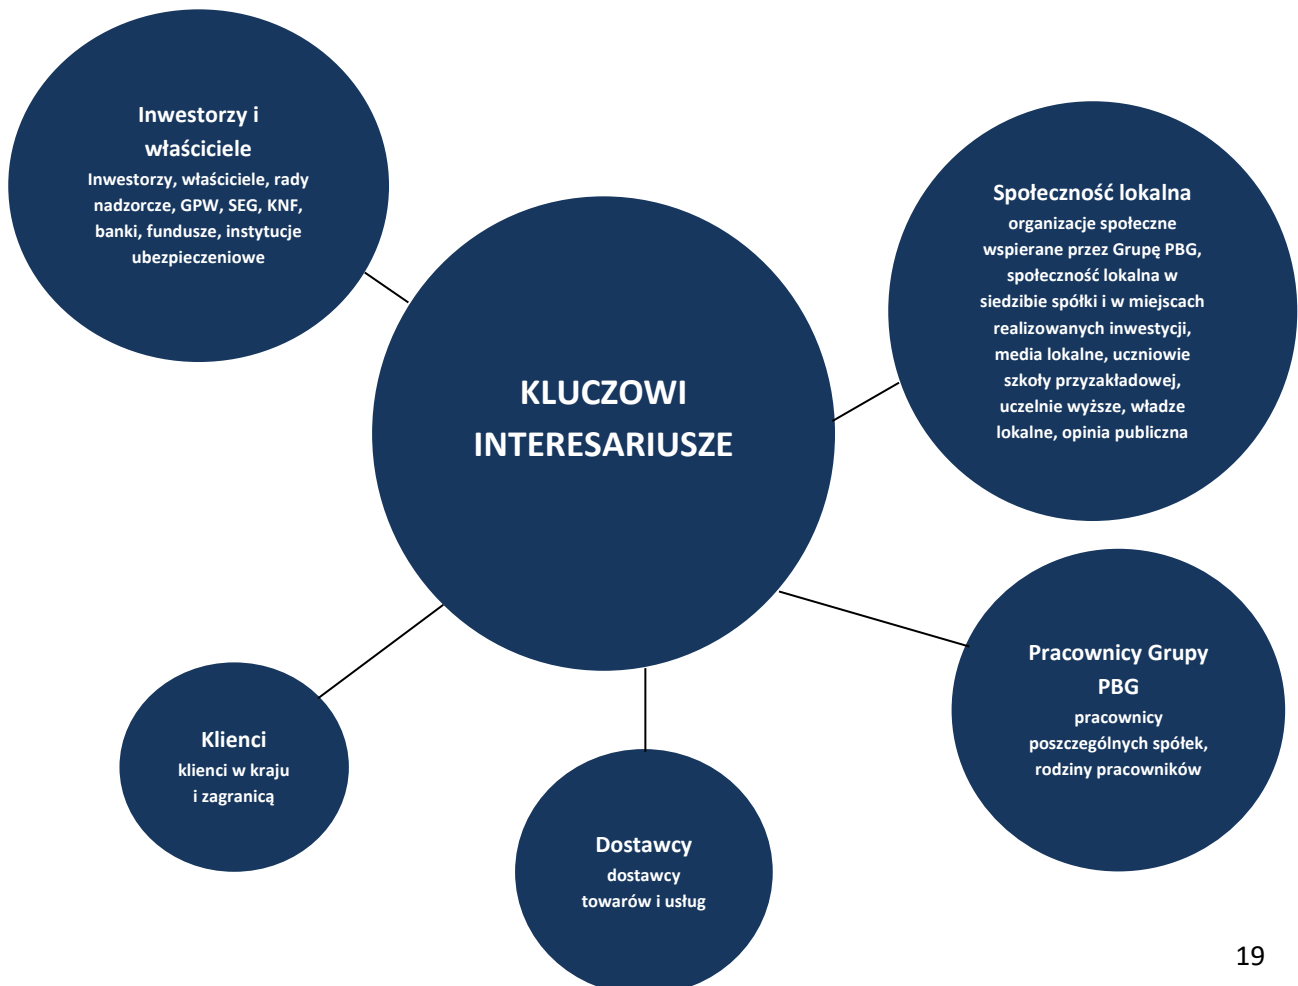 Inwestorzy i
właściciele
Inwestorzy, właściciele, rady
nadzorcze, GPW, SEG, KNF,
banki, fundusze, instytucje
ubezpieczeniowe
Społeczność lokalna
organizacje społeczne
wspierane przez Grupę PBG,
społeczność lokalna w
siedzibie spółki i w miejscach
realizowanych inwestycji,
media lokalne, uczniowie
szkoły przyzakładowej,
uczelnie wyższe, władze
lokalne, opinia publiczna
KLUCZOWI
INTERESARIUSZE
Pracownicy Grupy
PBG
pracownicy
poszczególnych spółek,
rodziny pracowników
Klienci
klienci w kraju
i zagranicą
Dostawcy
dostawcy
towarów i usług
19